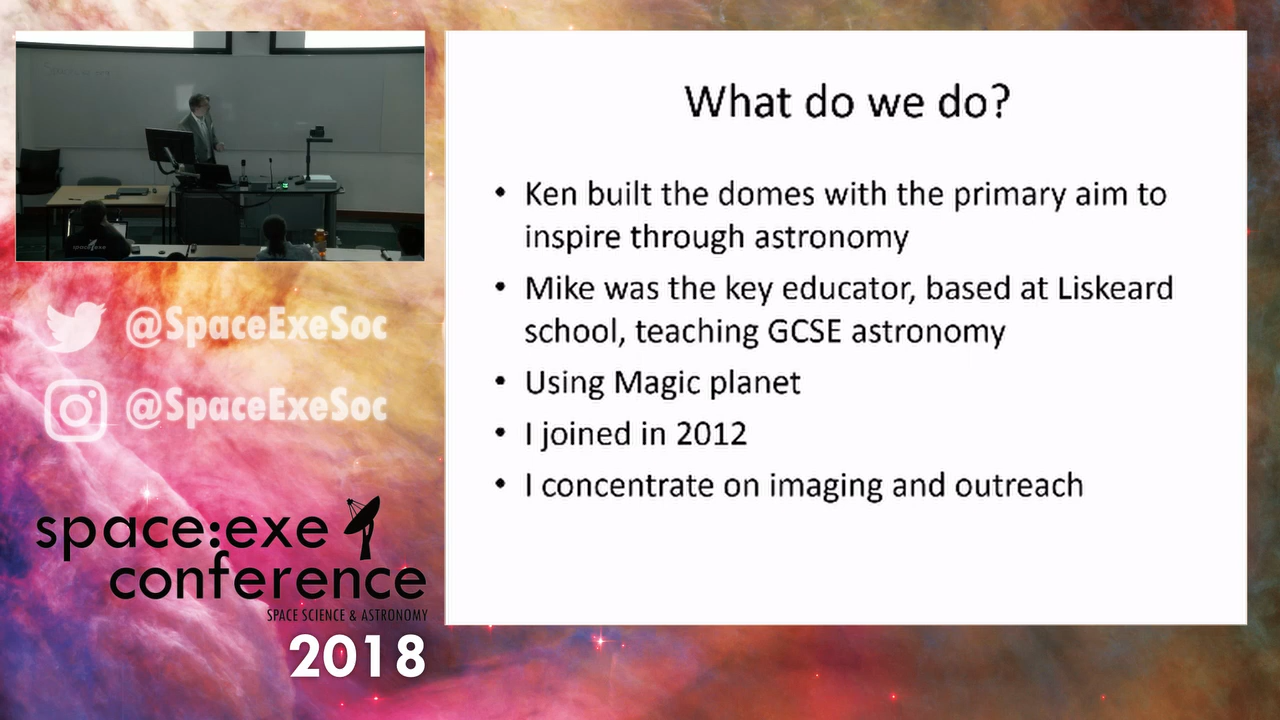 What do we do?
• Ken built the domes with the primary aim to
inspire through astronomy
• Mike was the key educator, based at Liskeard
school, teaching GCSE astronomy
• Using Magic planet
• I joined in 2012
• I concentrate on imaging and outreach
@SpaceExeSoc
@SpaceExeSoc
space:exe
conference
SPACE SCIENCE & ASTRONOMY
2018